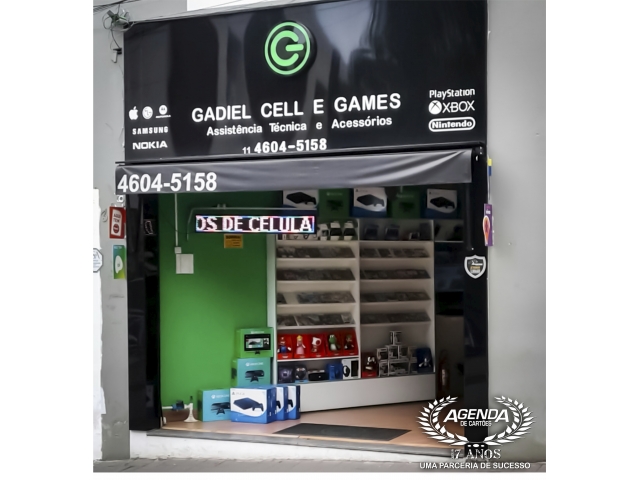 GADIEL CELL E GAMES
Assistência Técnica e Acessórios
11 4604-5158
SAMSUNG
NOKIA
PlayStation
XBOX
Nintendo
4604-5158
OS DE CELULA
AGENDA
DE CARTÕES
17 ANOS
UMA PARCERIA DE SUCESSO